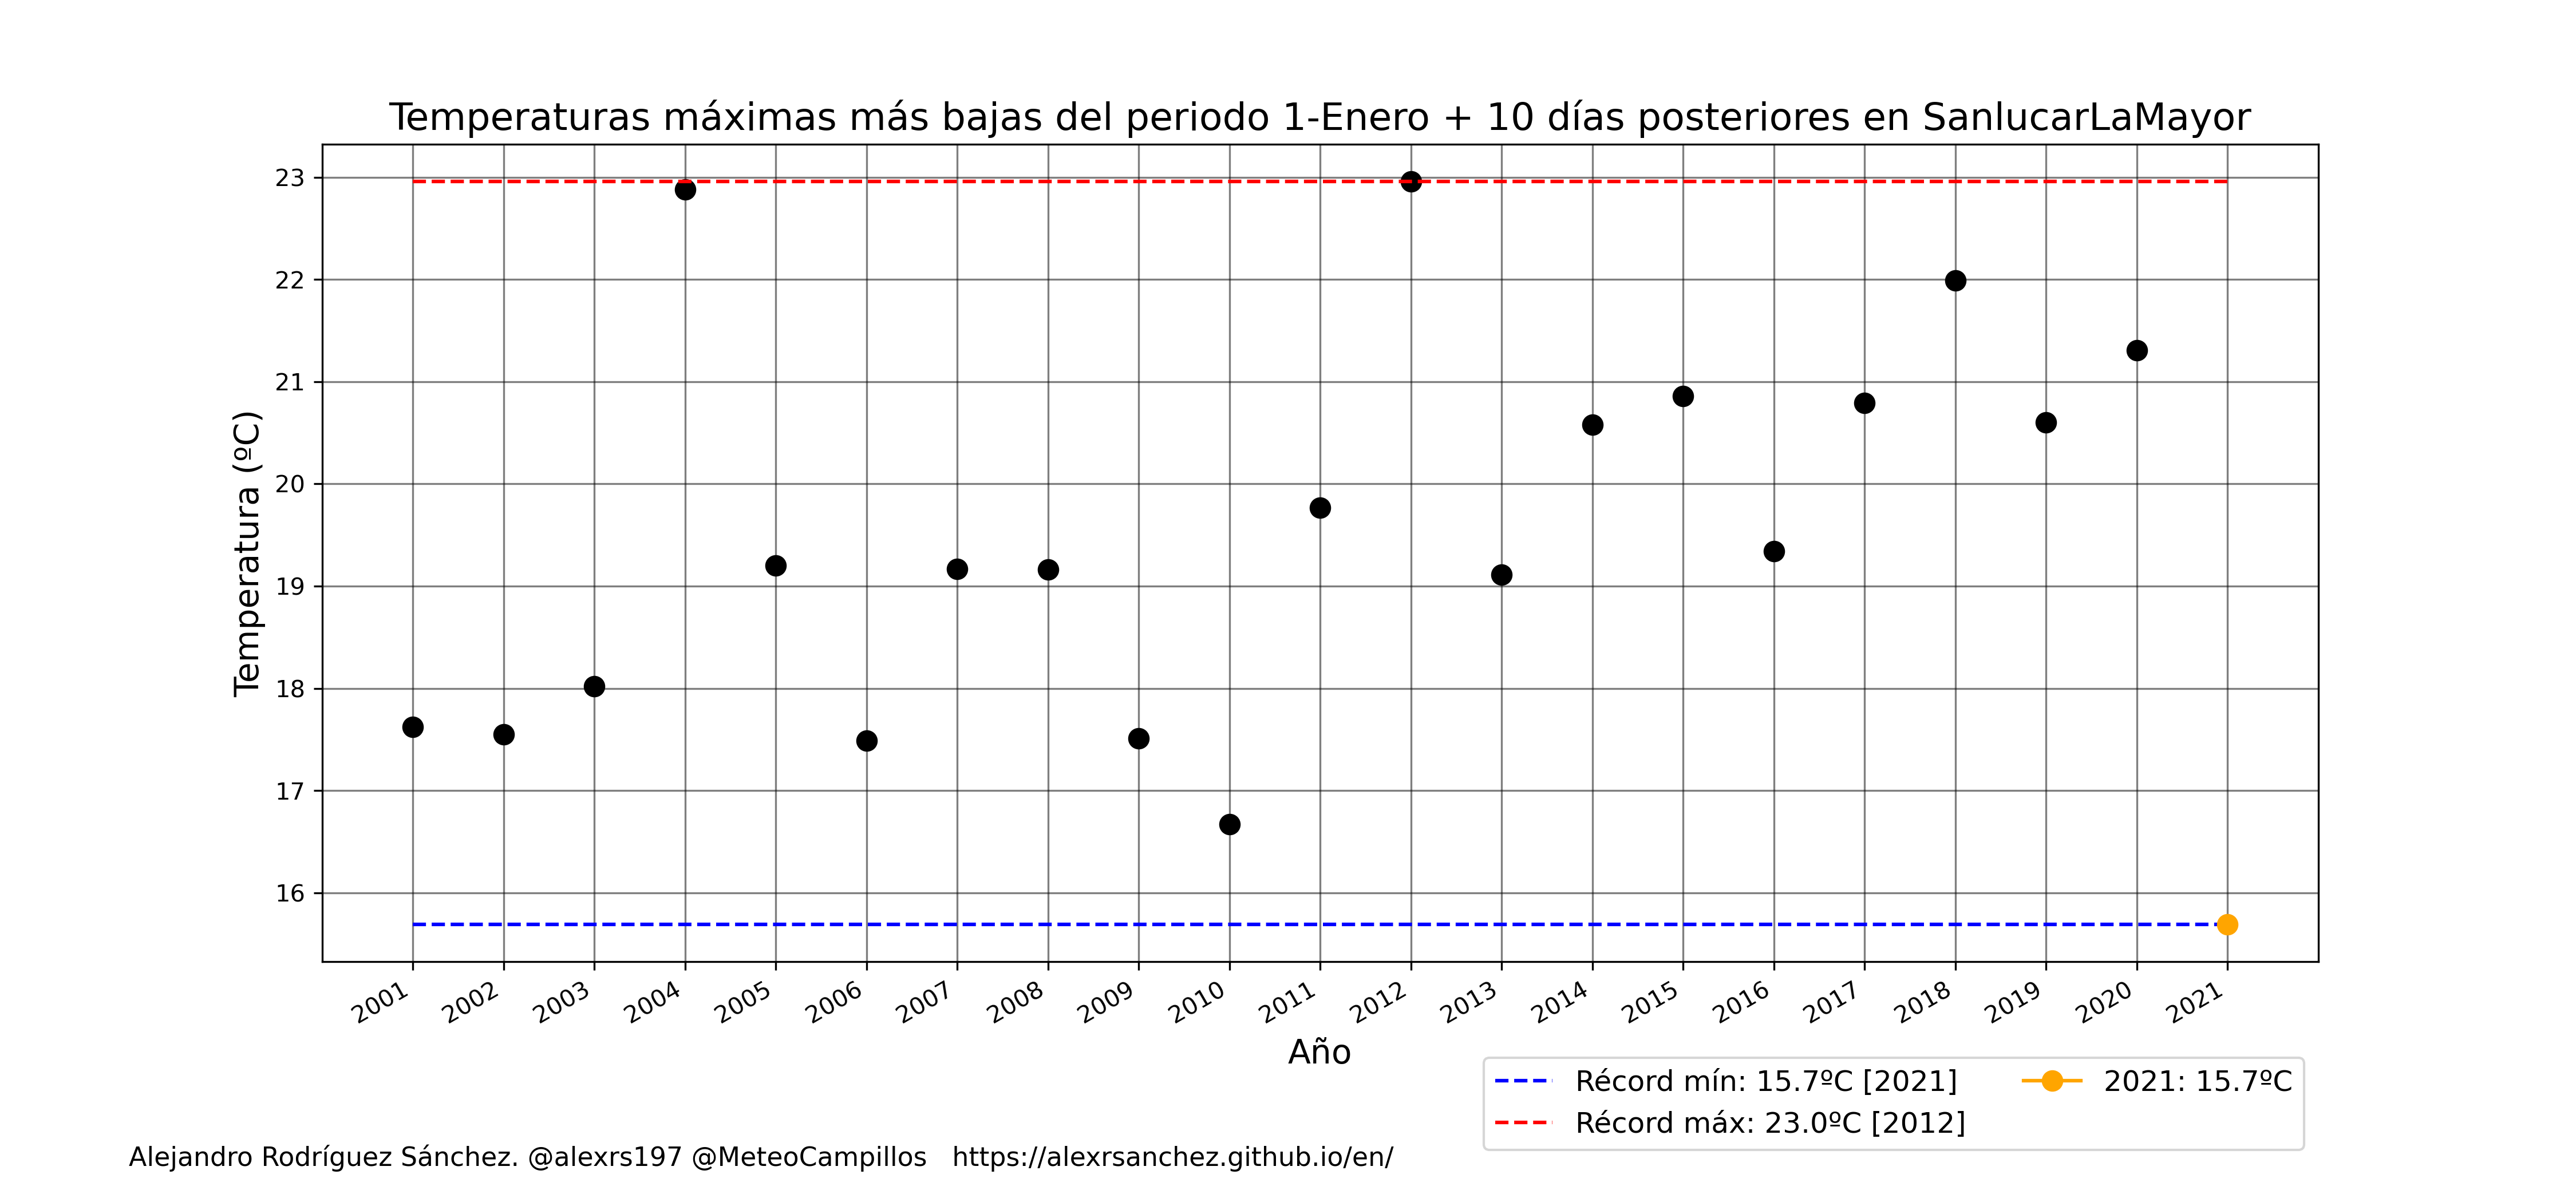 Temperaturas máximas más bajas del periodo 1-Enero + 10 días posteriores en SanlucarLaMayor
Temperatura (ºC)
23
22
21
20
19
18
17
16
2001 2002 2003 2004 2005 2006 2007 2008 2009 2010 2011 2012 2013 2014 2015 2016 2017 2018 2019 2020 2021
Año
Récord mín: 15.7ºC [2021]
Récord máx: 23.0ºC [2012]
2021: 15.7ºC
Alejandro Rodríguez Sánchez. @alexrs197 @MeteoCampillos https://alexrsanchez.github.io/en/